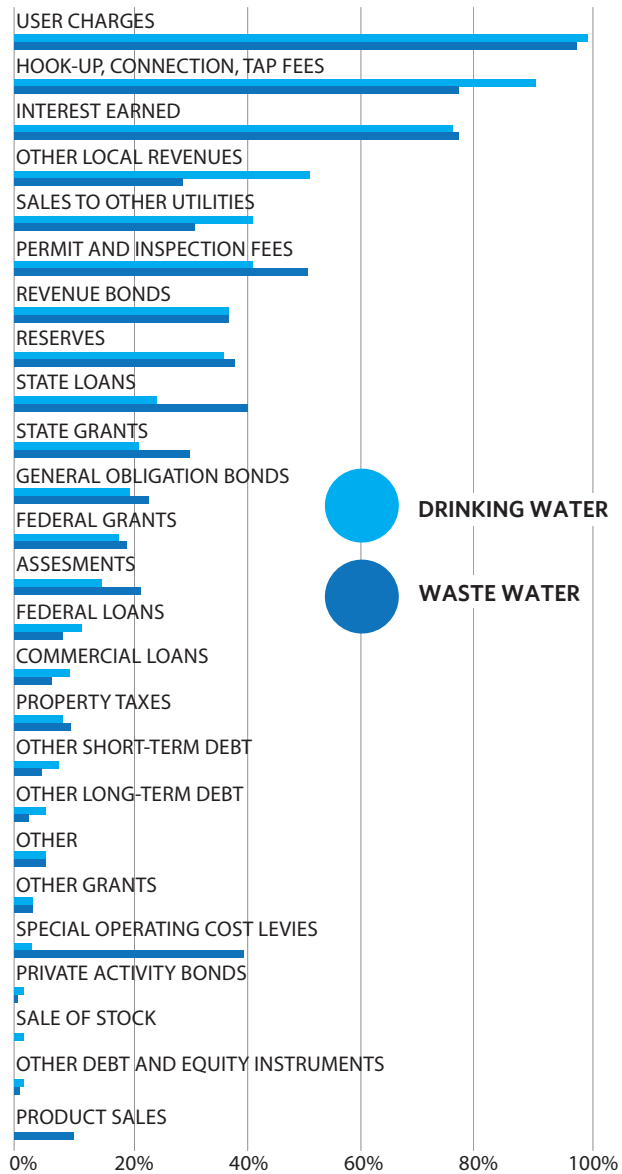 USER CHARGES
HOOK-UP, CONNECTION, TAP FEES
INTEREST EARNED
OTHER LOCAL REVENUES
SALES TO OTHER UTILITIES
PERMIT AND INSPECTION FEES
REVENUE BONDS
RESERVES
STATE LOANS
STATE GRANTS
GENERAL OBLIGATION BONDS
DRINKING WATER
FEDERAL GRANTS
ASSESMENTS
WASTE WATER
FEDERAL LOANS
COMMERCIAL LOANS
PROPERTY TAXES
OTHER SHORT-TERM DEBT
OTHER LONG-TERM DEBT
OTHER
OTHER GRANTS
SPECIAL OPERATING COST LEVIES
PRIVATE ACTIVITY BONDS
SALE OF STOCK
OTHER DEBT AND EQUITY INSTRUMENTS
PRODUCT SALES
0% 20% 40% 60% 80% 100%